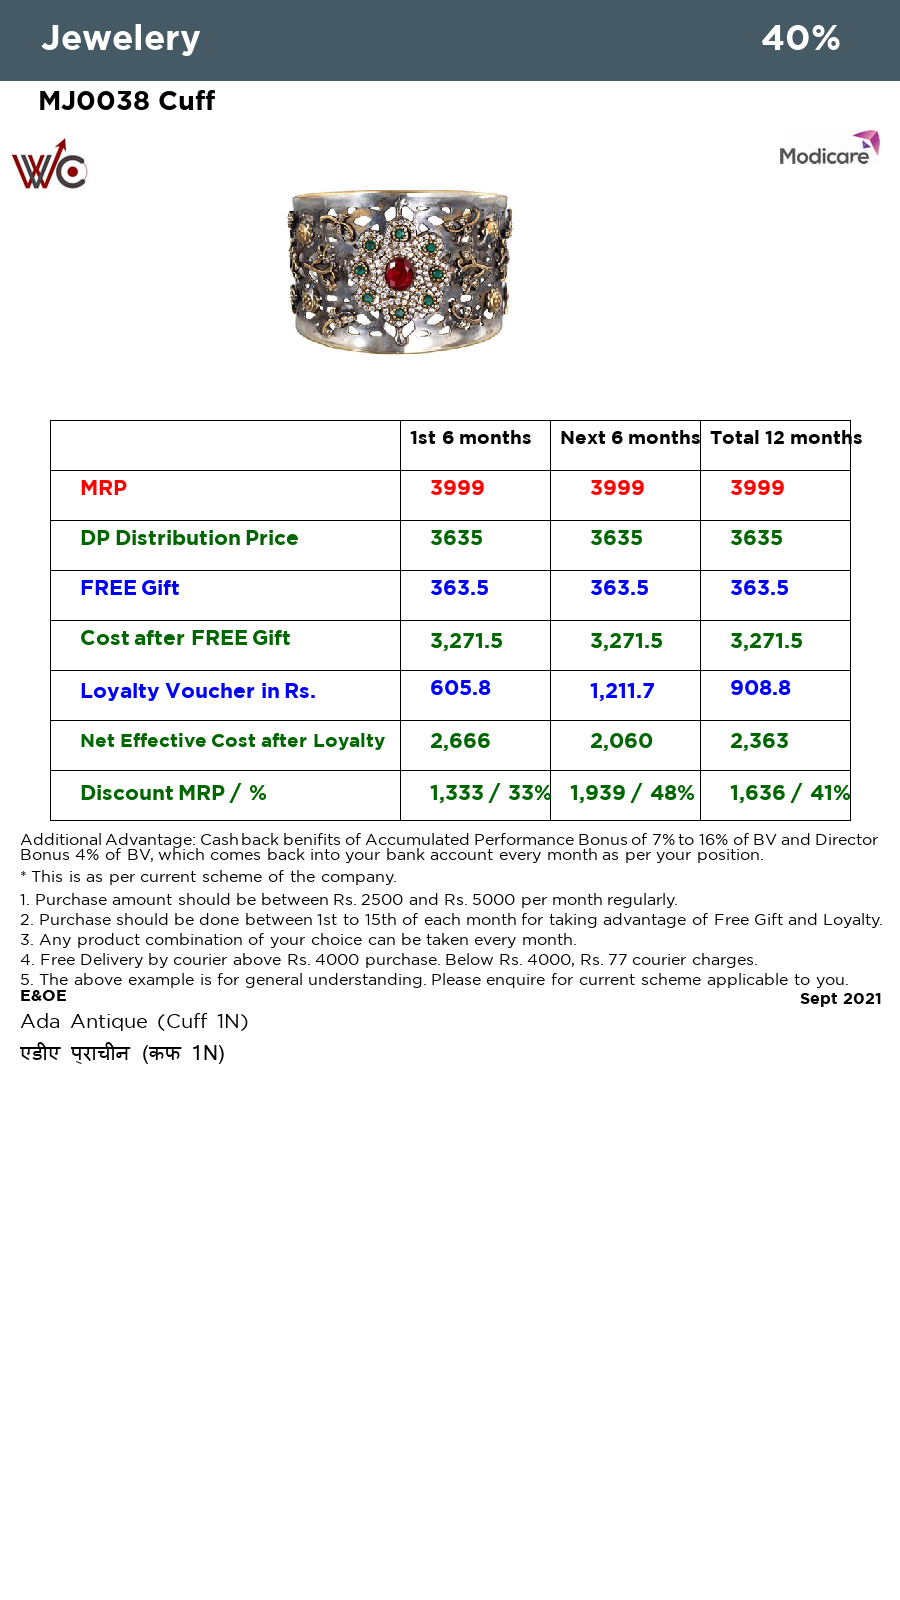 Jewelery 40%
MJ0038 Cuff
WC
Modicare
1st 6 months Next 6 months Total 12 months
MRP 3999 3999 3999
DP Distribution Price 3635 3635 3635
FREE Gift 363.5 363.5 363.5
Cost after FREE Gift 3,271.5 3,271.5 3,271.5
Loyalty Voucher in Rs. 605.8 1,211.7 908.8
Net Effective Cost after Loyalty 2,666 2,060 2,363
Discount MRP / % 1,333 / 33% 1,939 / 48% 1,636 / 41%
Additional Advantage: Cashback benifits of Accumulated Performance Bonus of 7% to 16% of BV and Director
Bonus 4% of BV, which comes back into your bank account every month as per your position.
* This is as per current scheme of the company.
1. Purchase amount should be between Rs. 2500 and Rs. 5000 per month regularly.
2. Purchase should be done between 1st to 15th of each month for taking advantage of Free Gift and Loyalty.
3. Any product combination of your choice can be taken every month.
4. Free Delivery by courier above Rs. 4000 purchase. Below Rs. 4000, Rs. 77 courier charges.
5. The above example is for general understanding. Please enquire for current scheme applicable to you.
E&OE Sept 2021
Ada Antique (Cuff 1N)
एडीए प्राचीन (कफ 1N)